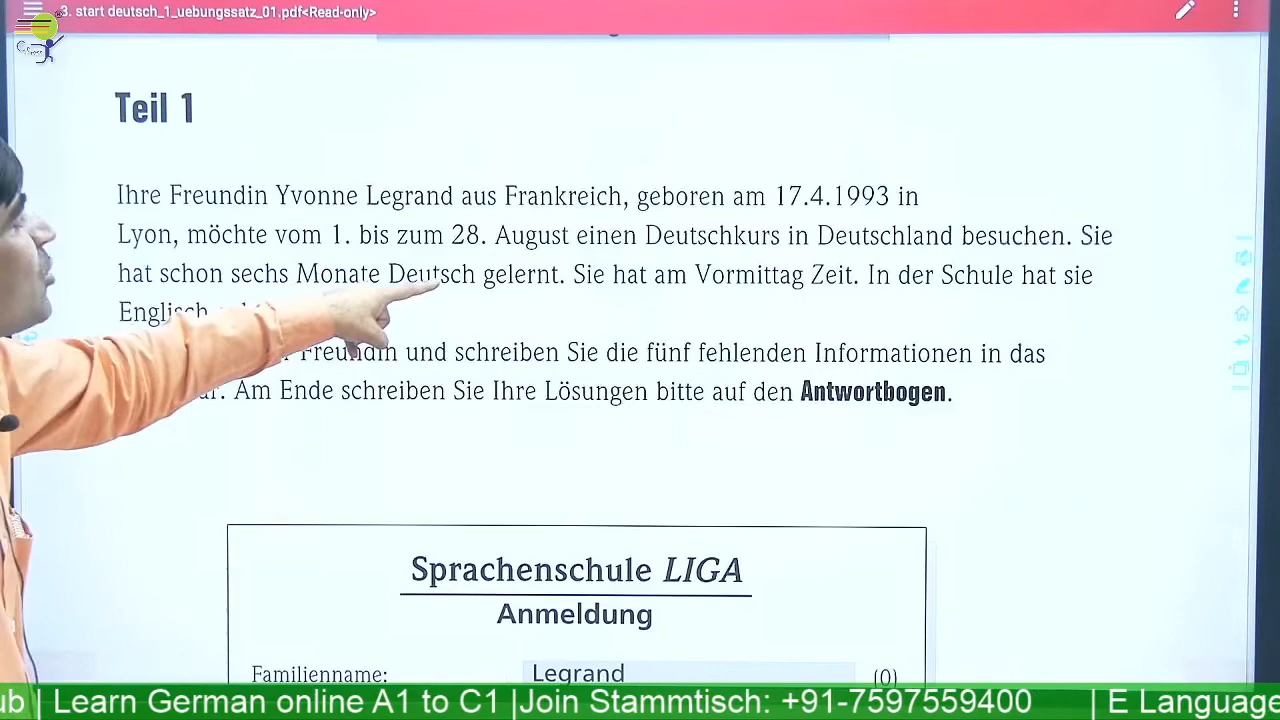 3. start deutsch_1_uebungssatz_01.pdf<Read-only>
Teil 1
Ihre Freundin Yvonne Legrand aus Frankreich, geboren am 17.4.1993 in
Lyon, möchte vom 1. bis zum 28. August einen Deutschkurs in Deutschland besuchen. Sie
hat schon sechs Monate Deutsch gelernt. Sie hat am Vormittag Zeit. In der Schule hat sie
Englisch
Freundin und schreiben Sie die fünf fehlenden Informationen in das
Am Ende schreiben Sie Ihre Lösungen bitte auf den Antwortbogen.
Sprachenschule LIGA
Anmeldung
Familienname: Legrand (0)
ub | Learn German online A1 to C1 |Join Stammtisch: +91-7597559400 | E Language